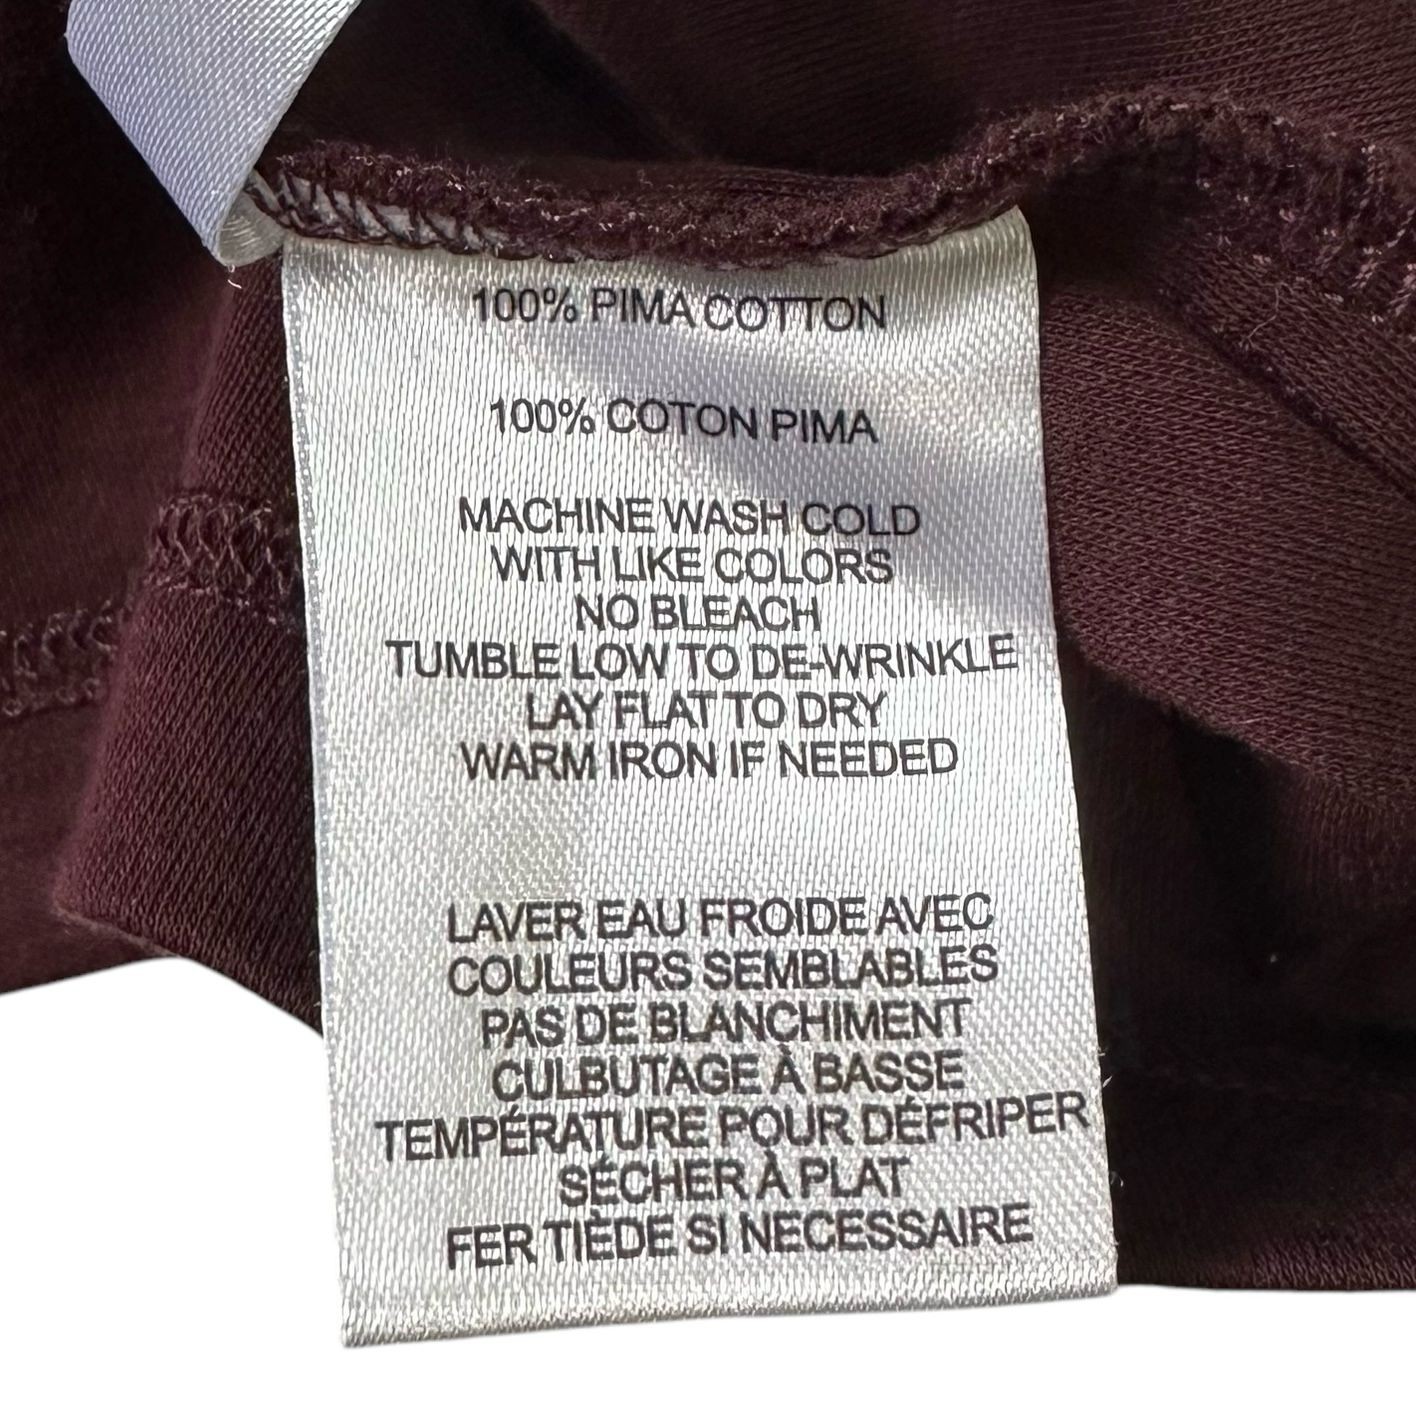 100% PIMA COTTON
100% COTON PIMA
MACHINE WASH COLD
WITH LIKE COLORS
NO BLEACH
TUMBLE LOW TO DE-WRINKLE
LAY FLAT TO DRY
WARM IRON IF NEEDED
LAVER EAU FROIDE AVEC
COULEURS SEMBLABLES
PAS DE BLANCHIMENT
CULBUTAGE À BASSE
TEMPÉRATURE POUR DÉFRIPER
SÉCHER À PLAT
FER TIÈDE SI NECESSAIRE